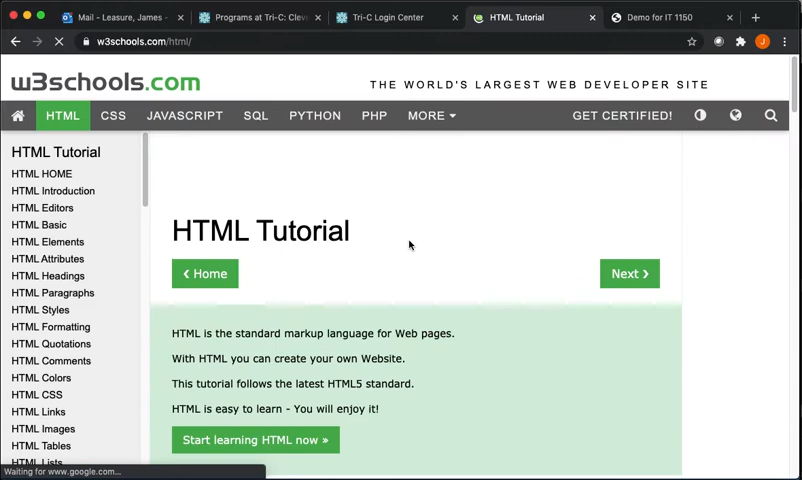 Mail - Leasure, James -
Programs at Tri-C: Clev
Tri-C Login Center
HTML Tutorial
Demo for IT 1150
w3schools.com/html/
J
w3schools.com
THE WORLD'S LARGEST WEB DEVELOPER SITE
HTML
CSS
JAVASCRIPT
SQL
PYTHON
PHP
MORE
GET CERTIFIED!
HTML Tutorial
HTML HOME
HTML Introduction
HTML Editors
HTML Basic
HTML Elements
HTML Attributes
HTML Headings
HTML Paragraphs
HTML Styles
HTML Formatting
HTML Quotations
HTML Comments
HTML Colors
HTML CSS
HTML Links
HTML Images
HTML Tables
HTML Lists
HTML Tutorial
❮ Home
Next ❯
HTML is the standard markup language for Web pages.
With HTML you can create your own Website.
This tutorial follows the latest HTML5 standard.
HTML is easy to learn - You will enjoy it!
Start learning HTML now »
Waiting for www.google.com...